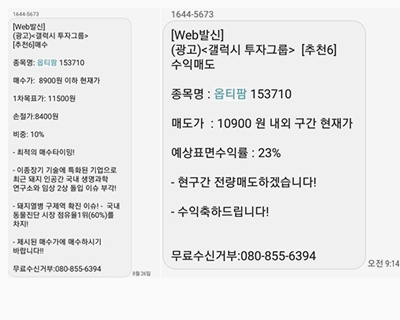 1644-5673
[Web발신]
(광고)<갤럭시 투자그룹>
[추천6]매수
종목명 : 옵티팜 153710
매수가: 8900원 이하 현재가
1차목표가: 11500원
손절가:8400원
비중: 10%
- 최적의 매수타이밍!
- 이종장기 기술에 특화된 기업으로
최근 돼지 인공간 국내 생명과학
연구소와 임상 2상 돌입 이슈 부각!
- 돼지열병 구제역 확진 이슈! - 국내
동물진단 시장 점유율1위(60%)를
차지!
- 제시된 매수가에 매수하시기
바랍니다!!
무료수신거부:080-855-6394
8월 26일
1644-5673
[Web발신]
(광고)<갤럭시 투자그룹> [추천6]
수익매도
종목명 : 옵티팜 153710
매도가 : 10900 원 내외 구간 현재가
예상표면수익률 : 23%
- 현구간 전량매도하겠습니다!
- 수익축하드립니다!
무료수신거부:080-855-6394
오전 9:14